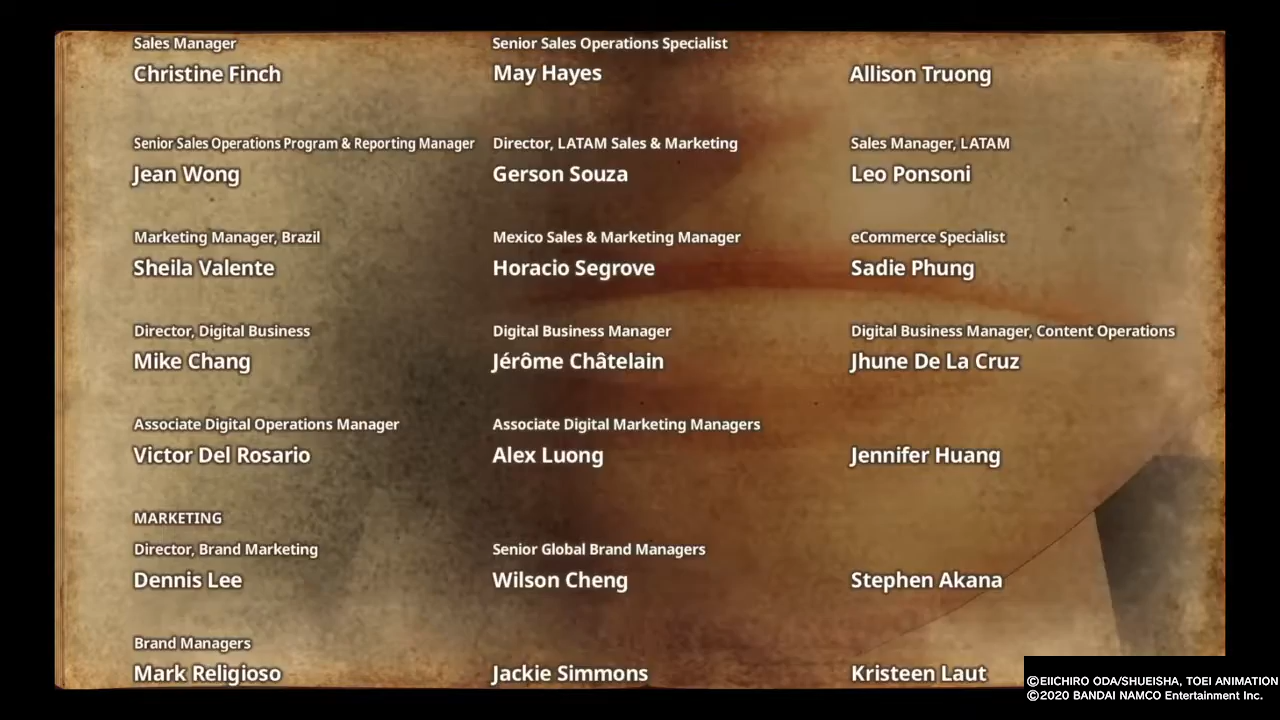 Sales Manager
Senior Sales Operations Specialist
Christine Finch
May Hayes
Allison Truong
Senior Sales Operations Program & Reporting Manager
Director, LATAM Sales & Marketing
Sales Manager, LATAM
Jean Wong
Gerson Souza
Leo Ponsoni
Marketing Manager, Brazil
Mexico Sales & Marketing Manager
eCommerce Specialist
Sheila Valente
Horacio Segrove
Sadie Phung
Director, Digital Business
Digital Business Manager
Digital Business Manager, Content Operations
Mike Chang
Jérôme Châtelain
Jhune De La Cruz
Associate Digital Operations Manager
Associate Digital Marketing Managers
Victor Del Rosario
Alex Luong
Jennifer Huang
MARKETING
Director, Brand Marketing
Senior Global Brand Managers
Dennis Lee
Wilson Cheng
Stephen Akana
Brand Managers
Mark Religioso
Jackie Simmons
Kristeen Laut
©EIICHIRO ODA/SHUEISHA, TOEI ANIMATION
©2020 BANDAI NAMCO Entertainment Inc.